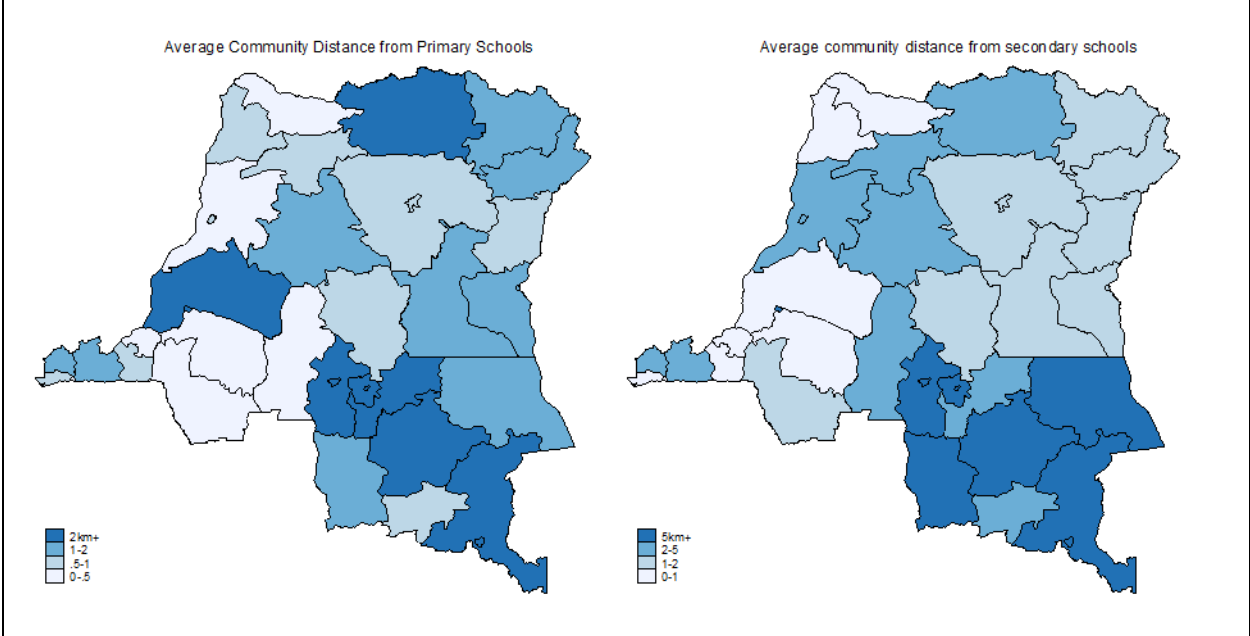 Average Community Distance from Primary Schools
2km+
1-2
.5-1
0-.5
Average community distance from secondary schools
5km+
2-5
1-2
0-1